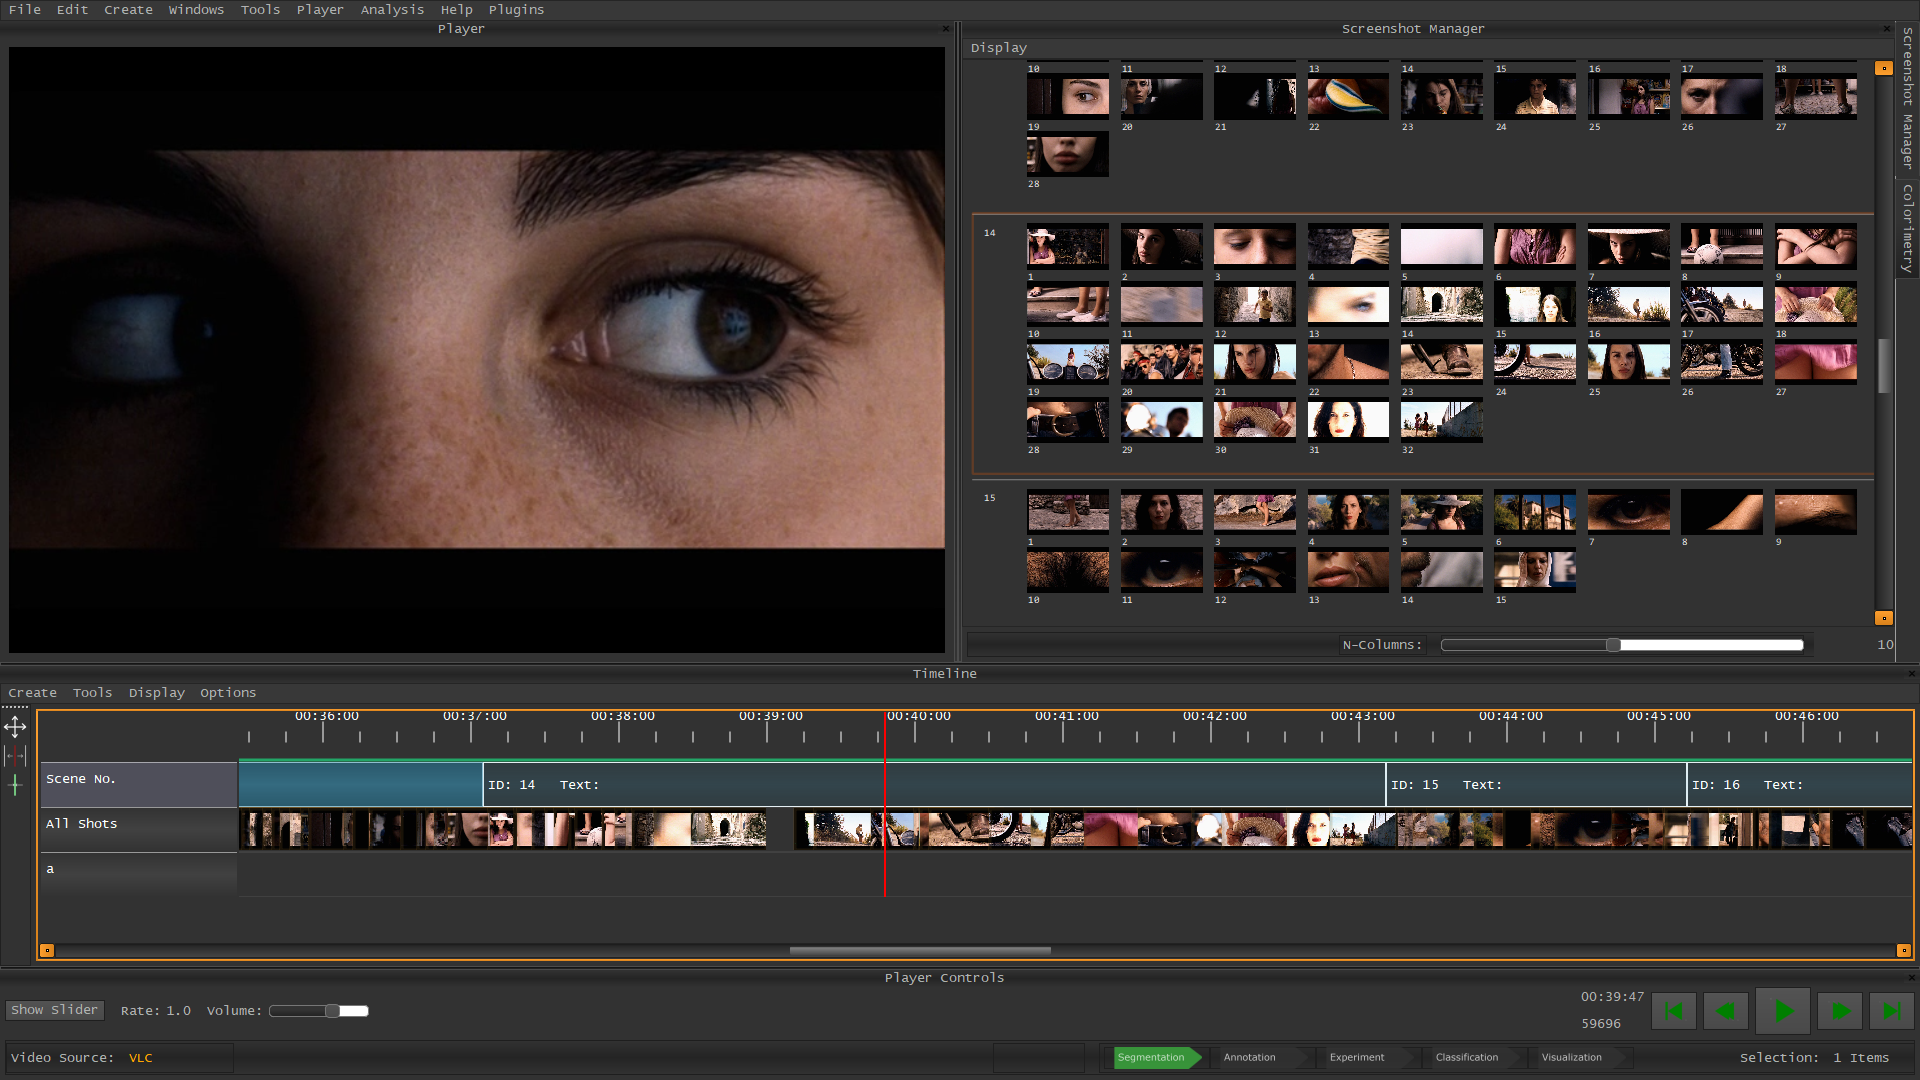 File Edit Create Windows Tools Player Analysis Help Plugins
Player
Screenshot Manager
Display
10 11 12 13 14 15 16 17 18
19 20 21 22 23 24 25 26 27
28
14
1 2 3 4 5 6 7 8 9
10 11 12 13 14 15 16 17 18
19 20 21 22 23 24 25 26 27
28 29 30 31 32
15
1 2 3 4 5 6 7 8 9
10 11 12 13 14 15
N-Columns: 10
Screenshot Manager
Colorimetry
Timeline
Create Tools Display Options
00:36:00 00:37:00 00:38:00 00:39:00 00:40:00 00:41:00 00:42:00 00:43:00 00:44:00 00:45:00 00:46:00
Scene No.
ID: 14 Text: ID: 15 Text: ID: 16 Text:
All Shots
a
Player Controls
Show Slider Rate: 1.0 Volume:
00:39:47
59696
Video Source: VLC
Segmentation Annotation Experiment Classification Visualization
Selection: 1 Items